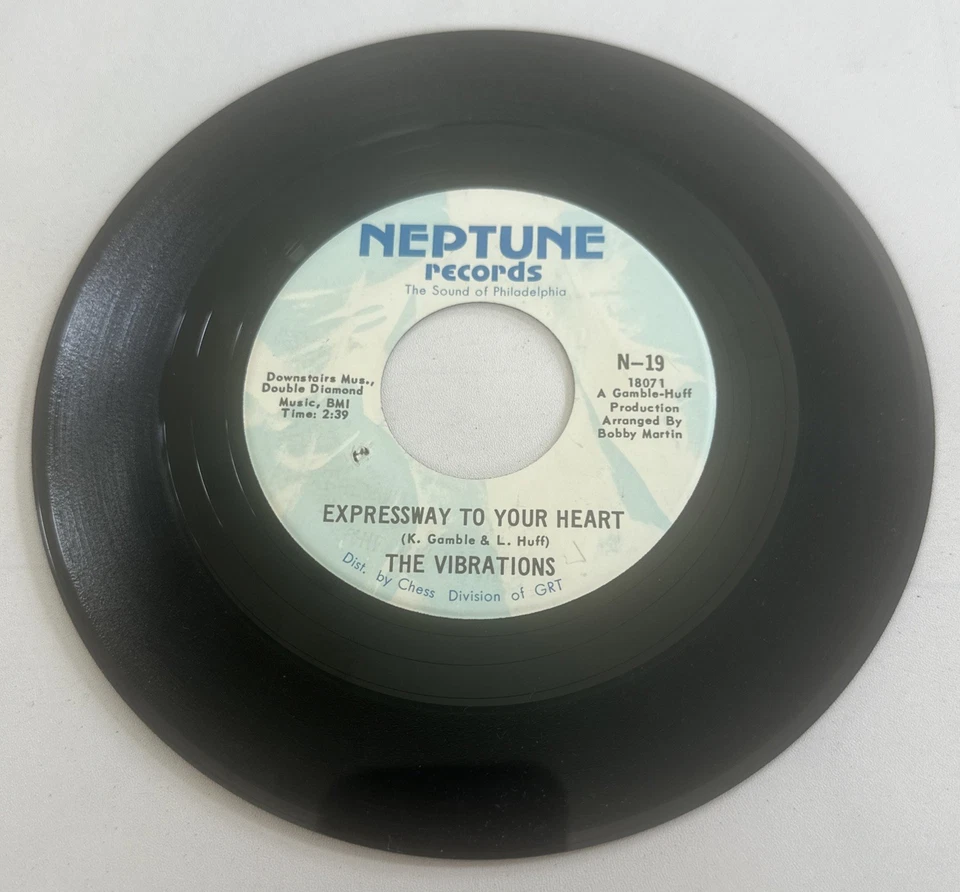 NEPTUNE
records
The Sound of Philadelphia
Downstairs Mus.,
Double Diamond
Music, BMI
Time: 2:39
N-19
18071
A Gamble-Huff
Production
Arranged By
Bobby Martin
EXPRESSWAY TO YOUR HEART
(K. Gamble & L. Huff)
THE VIBRATIONS
Dist. by Chess Division of GRT